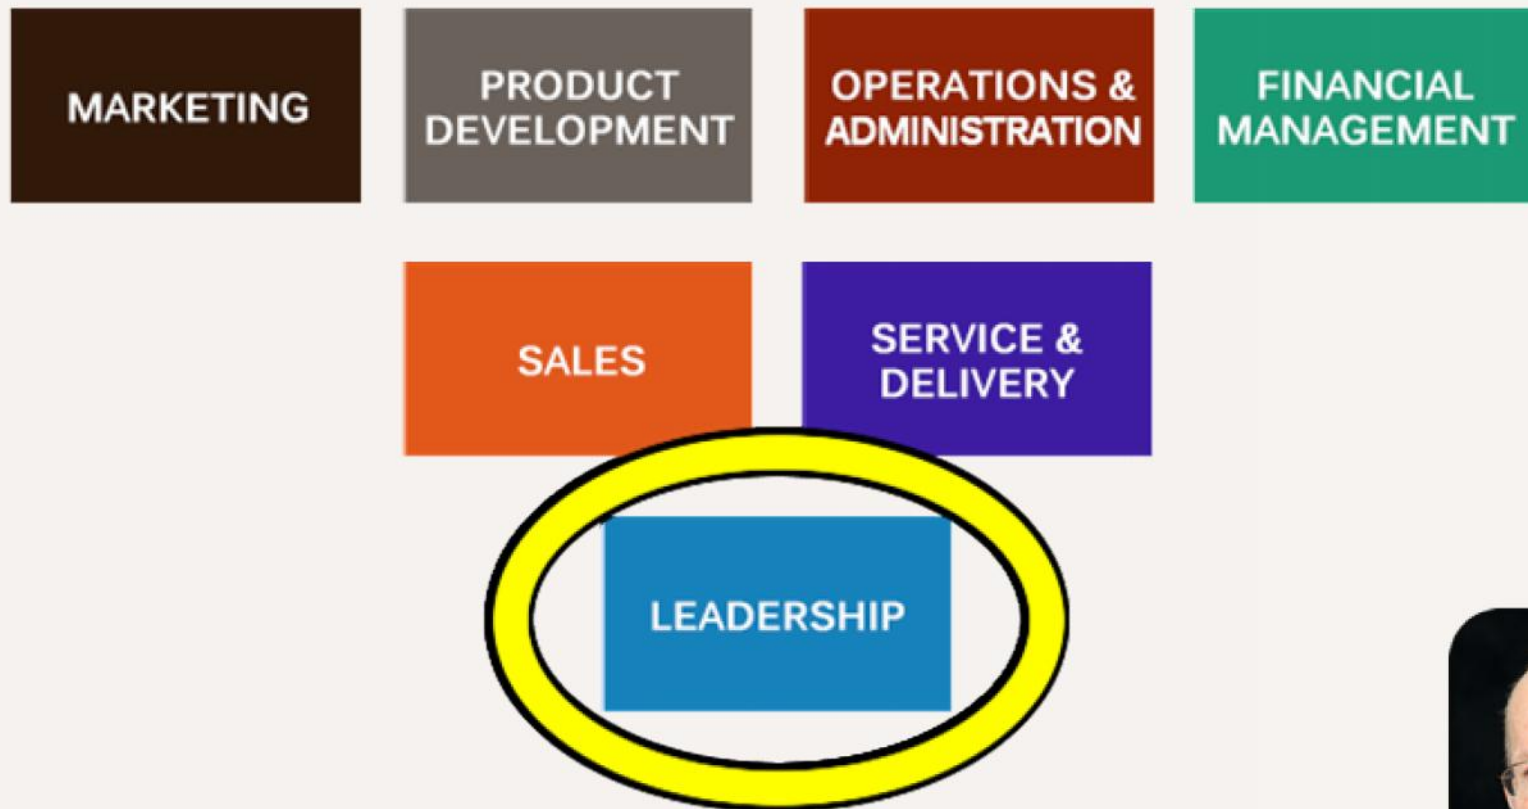 MARKETING
PRODUCT
DEVELOPMENT
OPERATIONS &
ADMINISTRATION
FINANCIAL
MANAGEMENT
SALES
SERVICE &
DELIVERY
LEADERSHIP